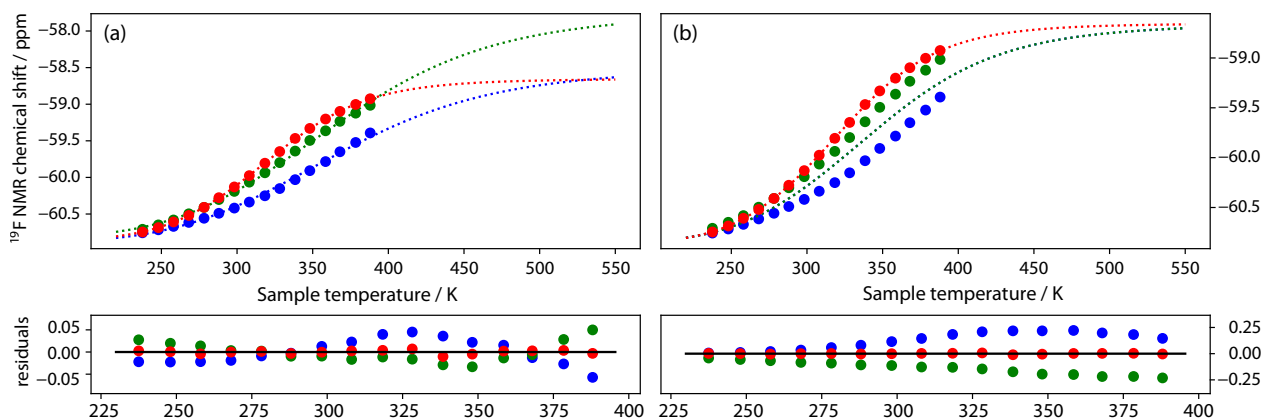 (a)
¹⁹F NMR chemical shift / ppm
−58.0
−58.5
−59.0
−59.5
−60.0
−60.5
250 300 350 400 450 500 550
Sample temperature / K
residuals
0.05
0.00
−0.05
225 250 275 300 325 350 375 400
(b)
−59.0
−59.5
−60.0
−60.5
250 300 350 400 450 500 550
Sample temperature / K
0.25
0.00
−0.25
225 250 275 300 325 350 375 400